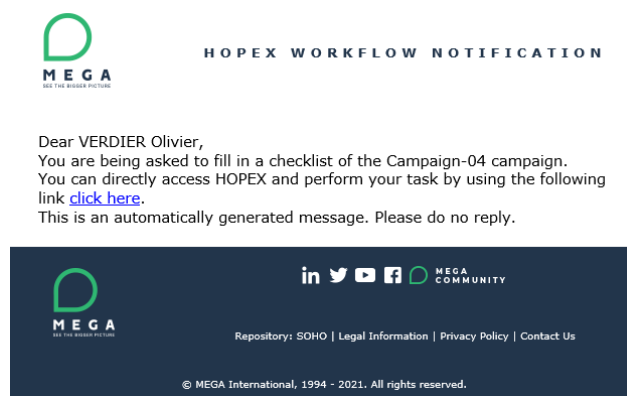 MEGA
SEE THE BIGGER PICTURE
HOPEX WORKFLOW NOTIFICATION
Dear VERDIER Olivier,
You are being asked to fill in a checklist of the Campaign-04 campaign.
You can directly access HOPEX and perform your task by using the following
link click here.
This is an automatically generated message. Please do no reply.
MEGA
SEE THE BIGGER PICTURE
in
MEGA
COMMUNITY
Repository: SOHO | Legal Information | Privacy Policy | Contact Us
© MEGA International, 1994 - 2021. All rights reserved.